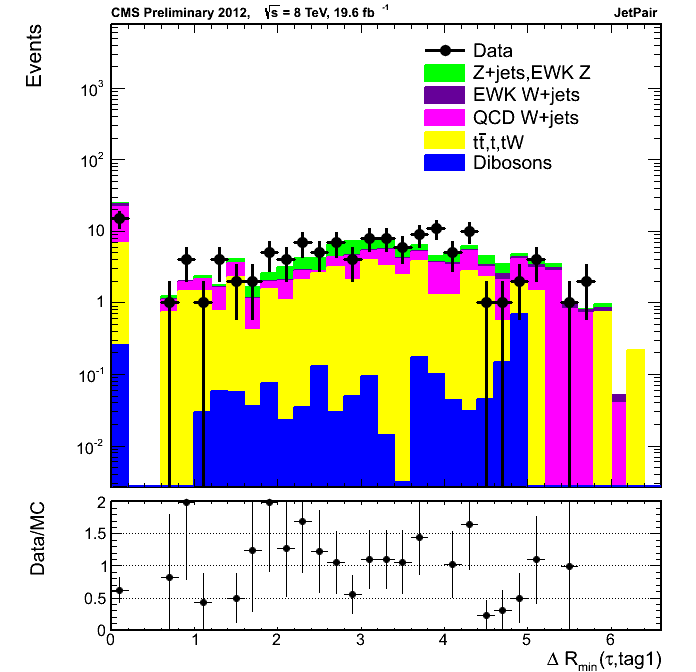 CMS Preliminary 2012, √s = 8 TeV, 19.6 fb⁻¹ JetPair
Events
Data
Z+jets,EWK Z
EWK W+jets
QCD W+jets
tt̅,t,tW
Dibosons
10³
10²
10
1
10⁻¹
10⁻²
Data/MC
2
1.5
1
0.5
0
0 1 2 3 4 5 6
Δ R_min(τ,tag1)